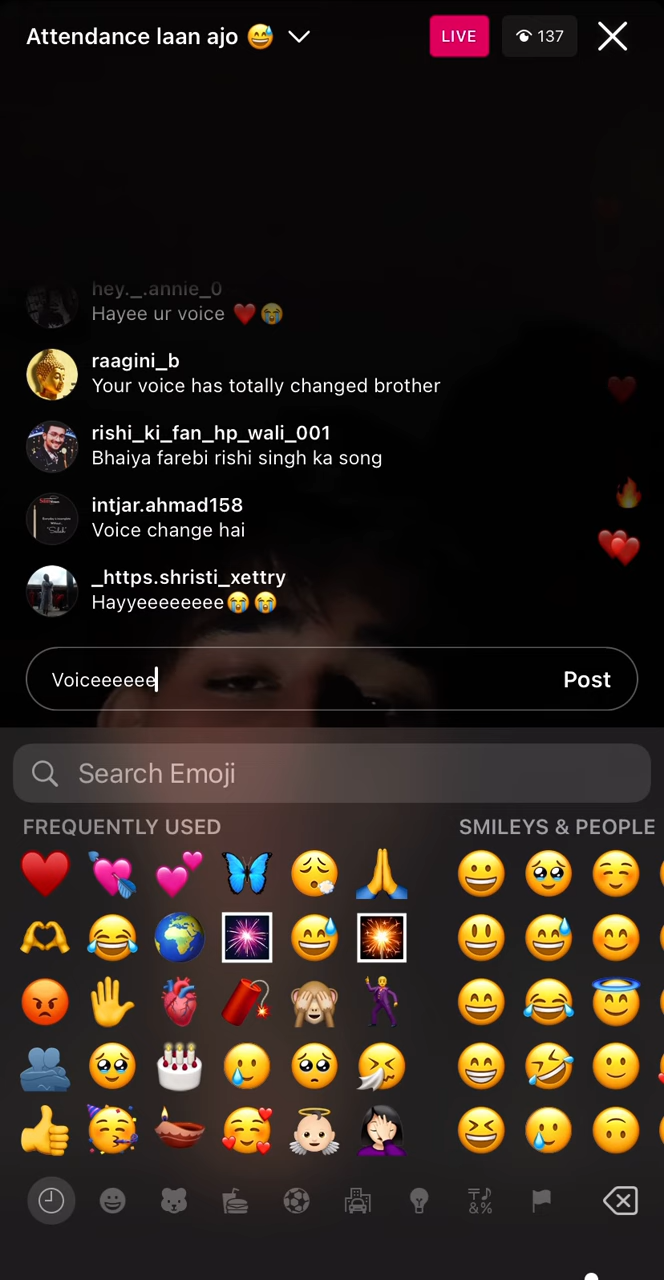 Attendance laan ajo 😅
LIVE
137
hey._.annie_0
Hayee ur voice ❤️😭
raagini_b
Your voice has totally changed brother
rishi_ki_fan_hp_wali_001
Bhaiya farebi rishi singh ka song
intjar.ahmad158
Voice change hai
_https.shristi_xettry
Hayyeeeeeeee😭😭
Voiceeeeee
Post
Search Emoji
FREQUENTLY USED
SMILEYS & PEOPLE